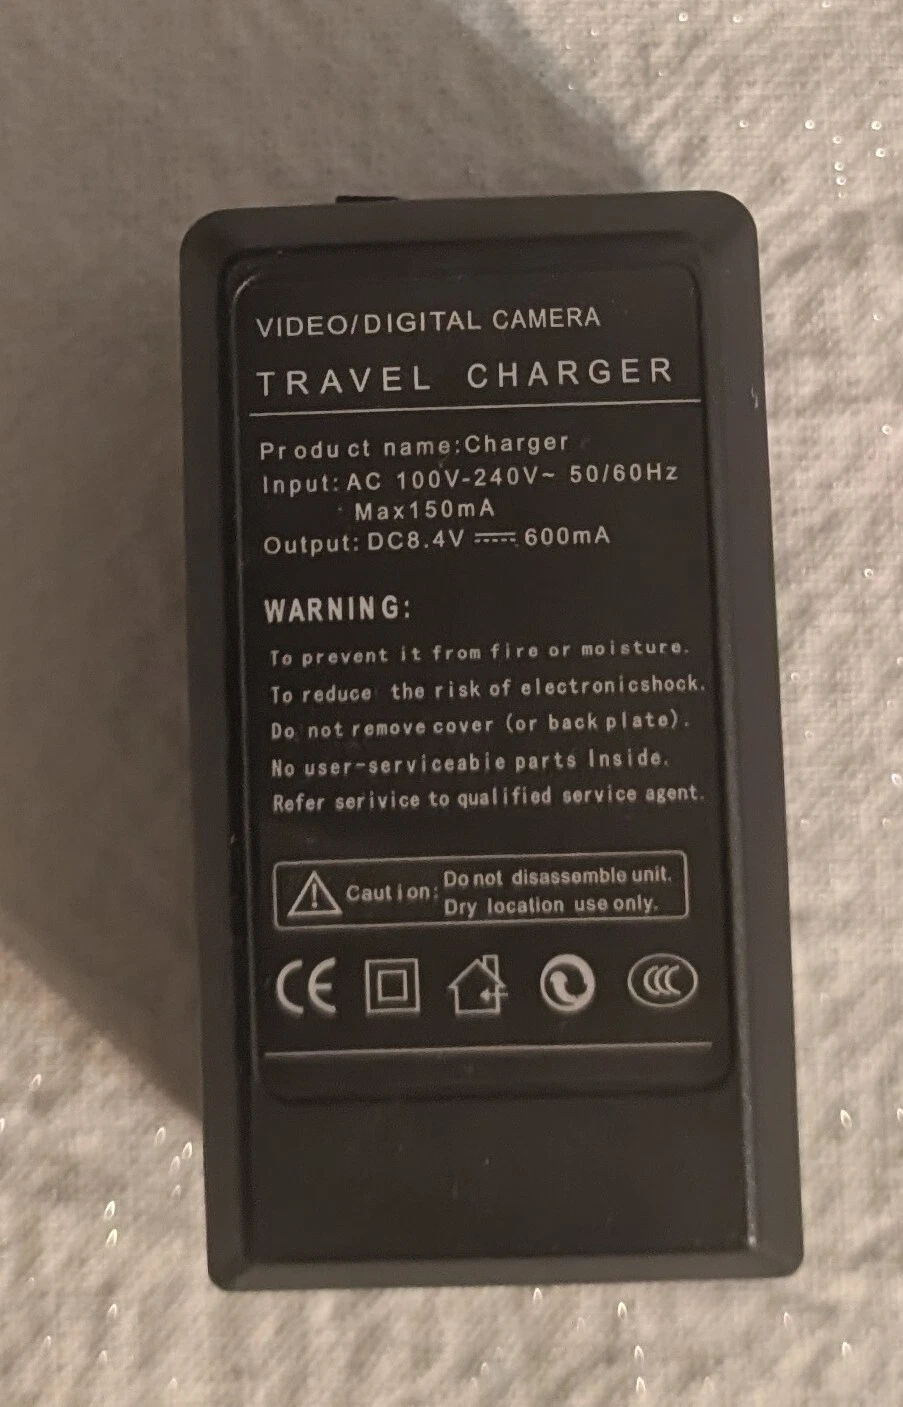 VIDEO/DIGITAL CAMERA
TRAVEL CHARGER
Product name:Charger
Input: AC 100V-240V~ 50/60Hz
Max150mA
Output: DC8.4V ⎓ 600mA
WARNING:
To prevent it from fire or moisture.
To reduce the risk of electronicshock.
Do not remove cover (or back plate).
No user-serviceabie parts Inside.
Refer serivice to qualified service agent.
Caution: Do not disassemble unit.
Dry location use only.
CE
CCC